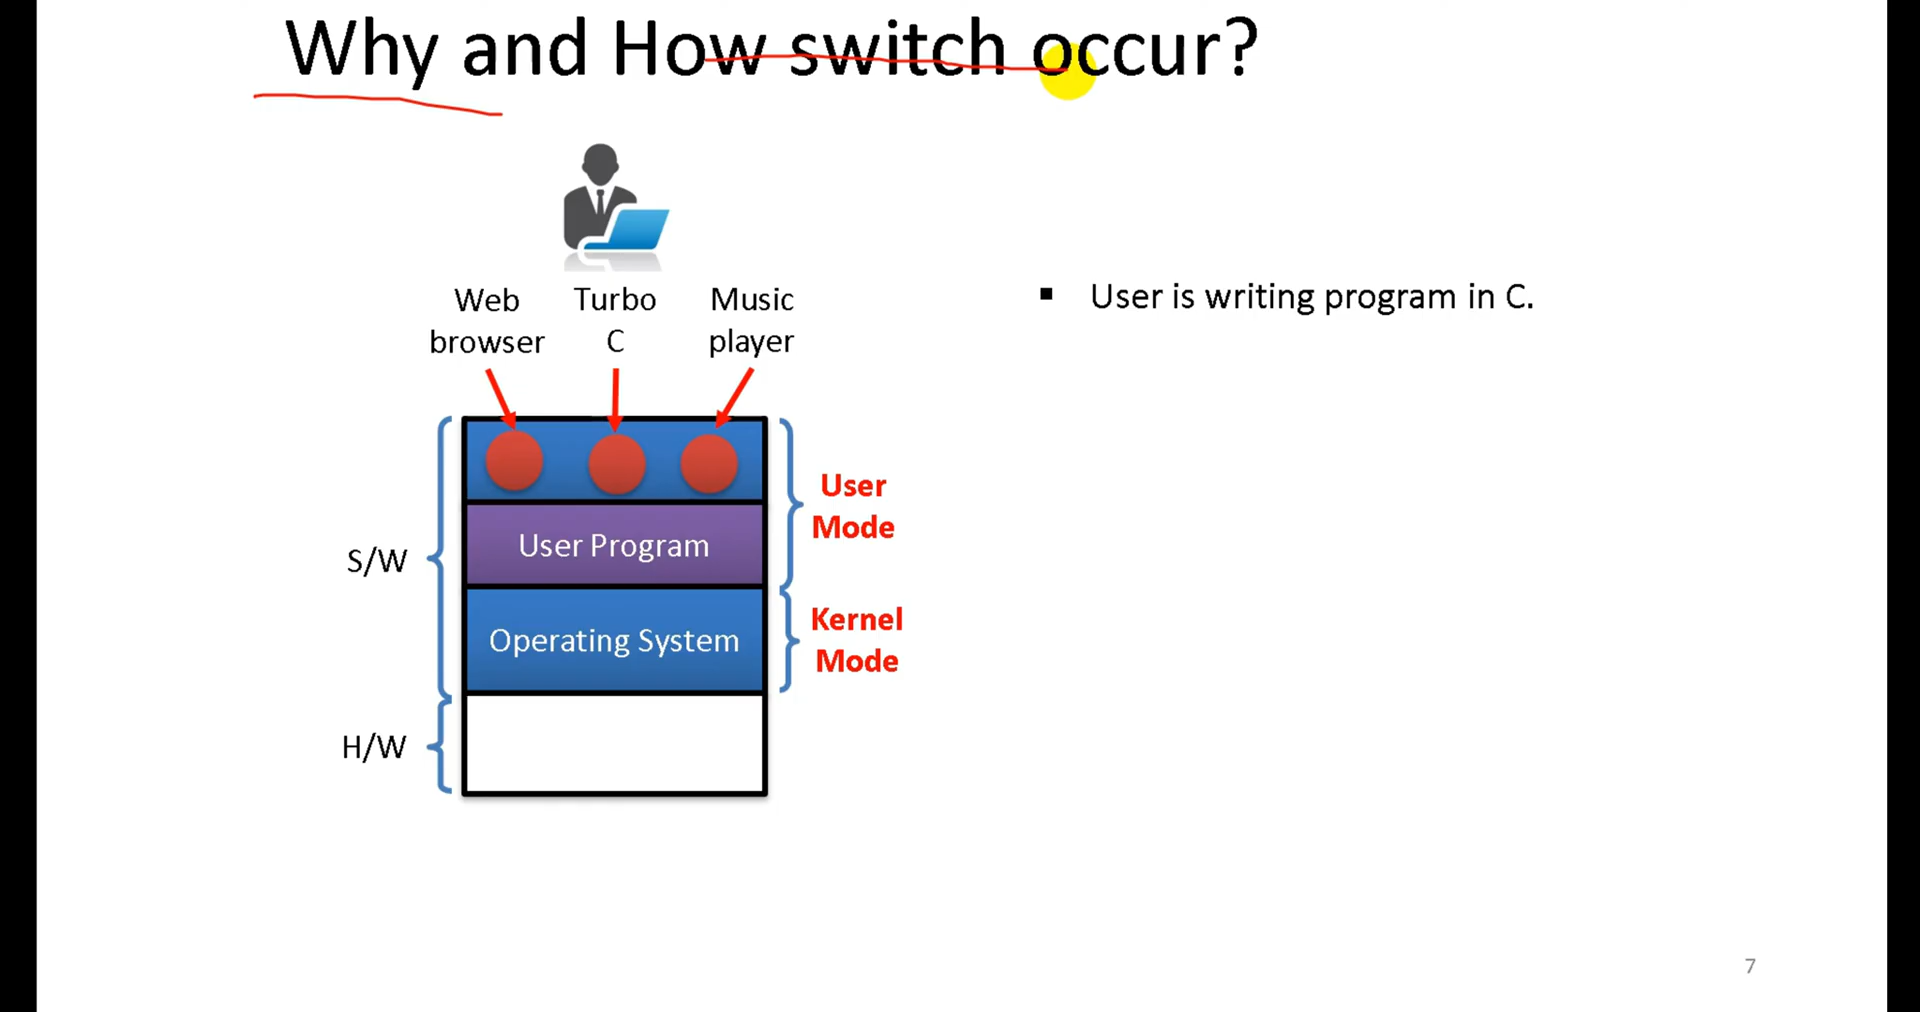 Why and How switch occur?
Web browser
Turbo C
Music player
User is writing program in C.
User Mode
User Program
S/W
Operating System
Kernel Mode
H/W
7